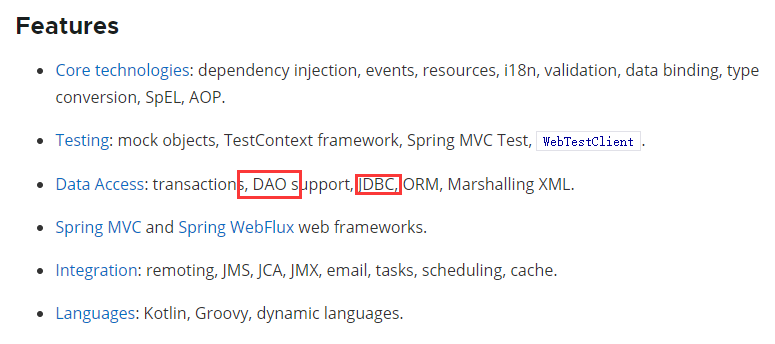 Features
Core technologies: dependency injection, events, resources, i18n, validation, data binding, type
conversion, SpEL, AOP.
Testing: mock objects, TestContext framework, Spring MVC Test, WebTestClient.
Data Access: transactions, DAO support, JDBC, ORM, Marshalling XML.
Spring MVC and Spring WebFlux web frameworks.
Integration: remoting, JMS, JCA, JMX, email, tasks, scheduling, cache.
Languages: Kotlin, Groovy, dynamic languages.